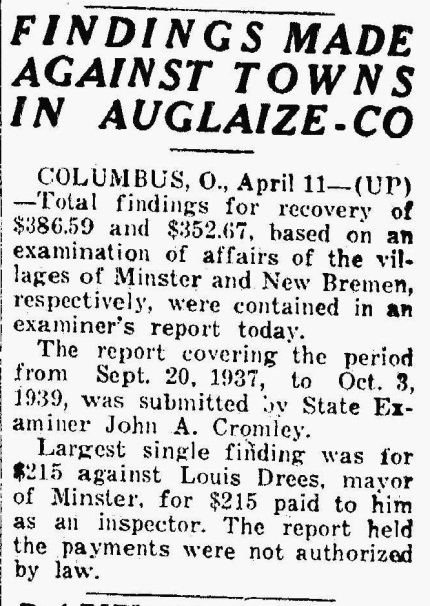 FINDINGS MADE
AGAINST TOWNS
IN AUGLAIZE-CO
COLUMBUS, O., April 11—(UP)
—Total findings for recovery of
$386.59 and $352.67, based on an
examination of affairs of the vil-
lages of Minster and New Bremen,
respectively, were contained in an
examiner's report today.
The report covering the period
from Sept. 20, 1937, to Oct. 3,
1939, was submitted by State Ex-
aminer John A. Cromley.
Largest single finding was for
$215 against Louis Drees, mayor
of Minster, for $215 paid to him
as an inspector. The report held
the payments were not authorized
by law.